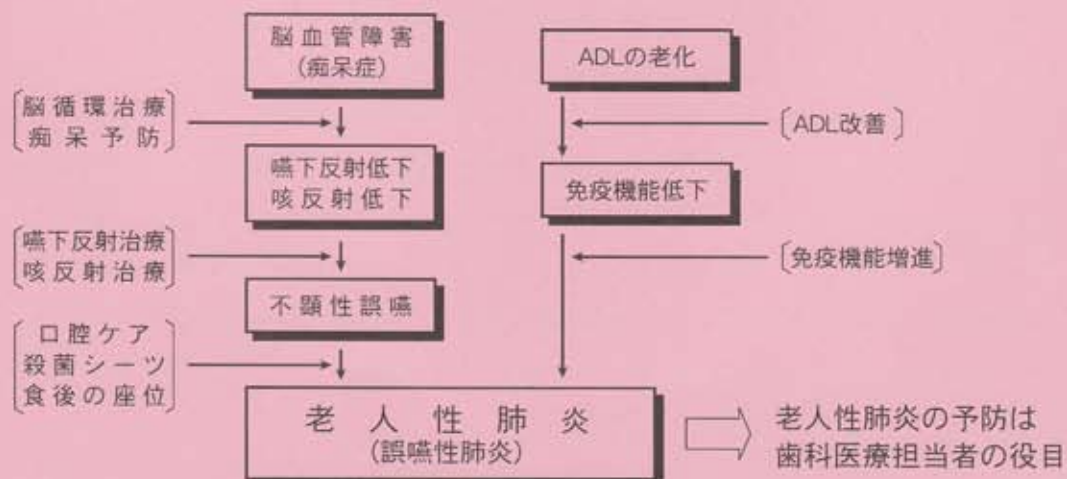 脳血管障害
(痴呆症)
ADLの老化
脳循環治療
痴呆予防
[ADL改善]
嚥下反射低下
咳反射低下
免疫機能低下
嚥下反射治療
咳反射治療
[免疫機能増進]
不顕性誤嚥
口腔ケア
殺菌シーツ
食後の座位
老人性肺炎
(誤嚥性肺炎)
老人性肺炎の予防は
歯科医療担当者の役目